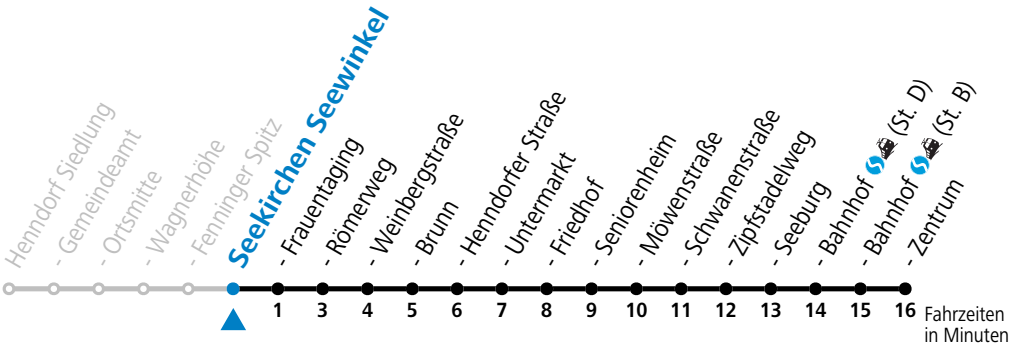 Henndorf Siedlung
- Gemeindeamt
- Ortsmitte
- Wagnerhöhe
- Fenninger Spitz
Seekirchen Seewinkel
- Frauentaging
- Römerweg
- Weinbergstraße
- Brunn
- Henndorfer Straße
- Untermarkt
- Friedhof
- Seniorenheim
- Möwenstraße
- Schwanenstraße
- Zipfstadelweg
- Seeburg
- Bahnhof S (St. D)
- Bahnhof S (St. B)
- Zentrum
1 3 4 5 6 7 8 9 10 11 12 13 14 15 16
Fahrzeiten
in Minuten